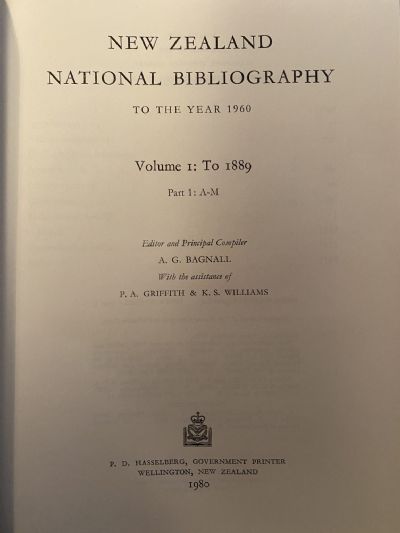 NEW ZEALAND
NATIONAL BIBLIOGRAPHY
TO THE YEAR 1960
Volume 1: To 1889
Part 1: A-M
Editor and Principal Compiler
A. G. BAGNALL
With the assistance of
P. A. GRIFFITH & K. S. WILLIAMS
P. D. HASSELBERG, GOVERNMENT PRINTER
WELLINGTON, NEW ZEALAND
1980